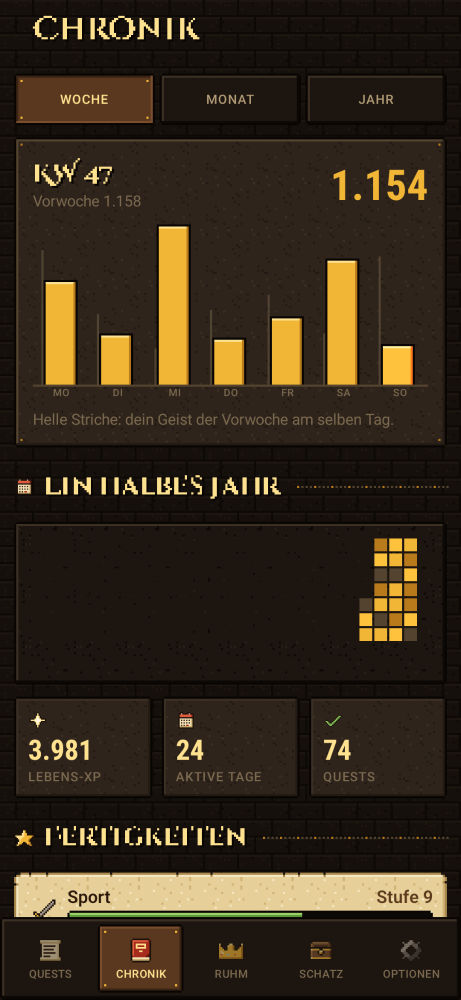 CHRONIK
WOCHE
MONAT
JAHR
KW 47
1.154
Vorwoche 1.158
MO
DI
MI
DO
FR
SA
SO
Helle Striche: dein Geist der Vorwoche am selben Tag.
EIN HALBES JAHR
3.981
LEBENS-XP
24
AKTIVE TAGE
74
QUESTS
FERTIGKEITEN
Sport
Stufe 9
QUESTS
CHRONIK
RUHM
SCHATZ
OPTIONEN